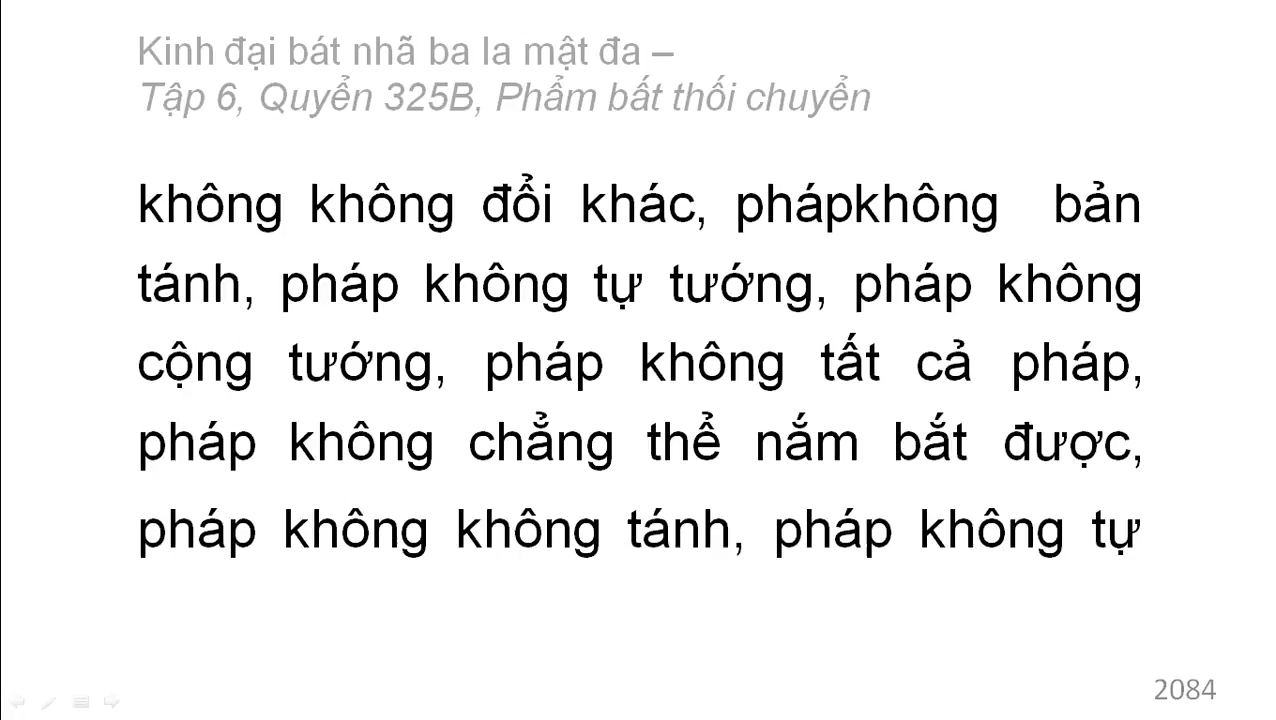 Kinh đại bát nhã ba la mật đa –
Tập 6, Quyển 325B, Phẩm bất thối chuyển
không không đổi khác, phápkhông bản
tánh, pháp không tự tướng, pháp không
cộng tướng, pháp không tất cả pháp,
pháp không chẳng thể nắm bắt được,
pháp không không tánh, pháp không tự
2084